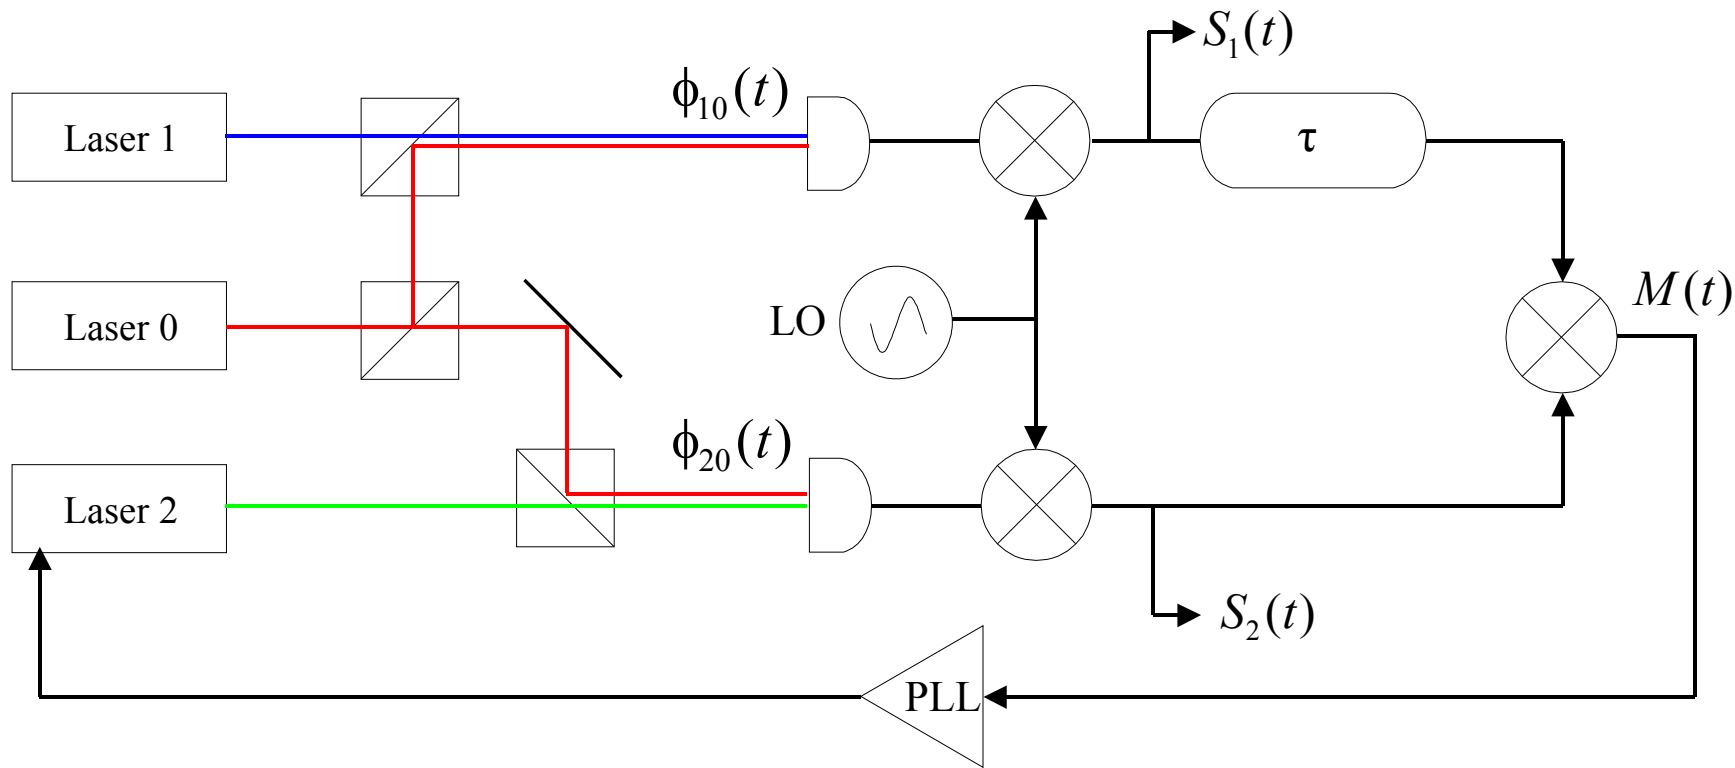 S₁(t)
Laser 1
ϕ₁₀(t)
τ
Laser 0
LO
M(t)
Laser 2
ϕ₂₀(t)
S₂(t)
PLL